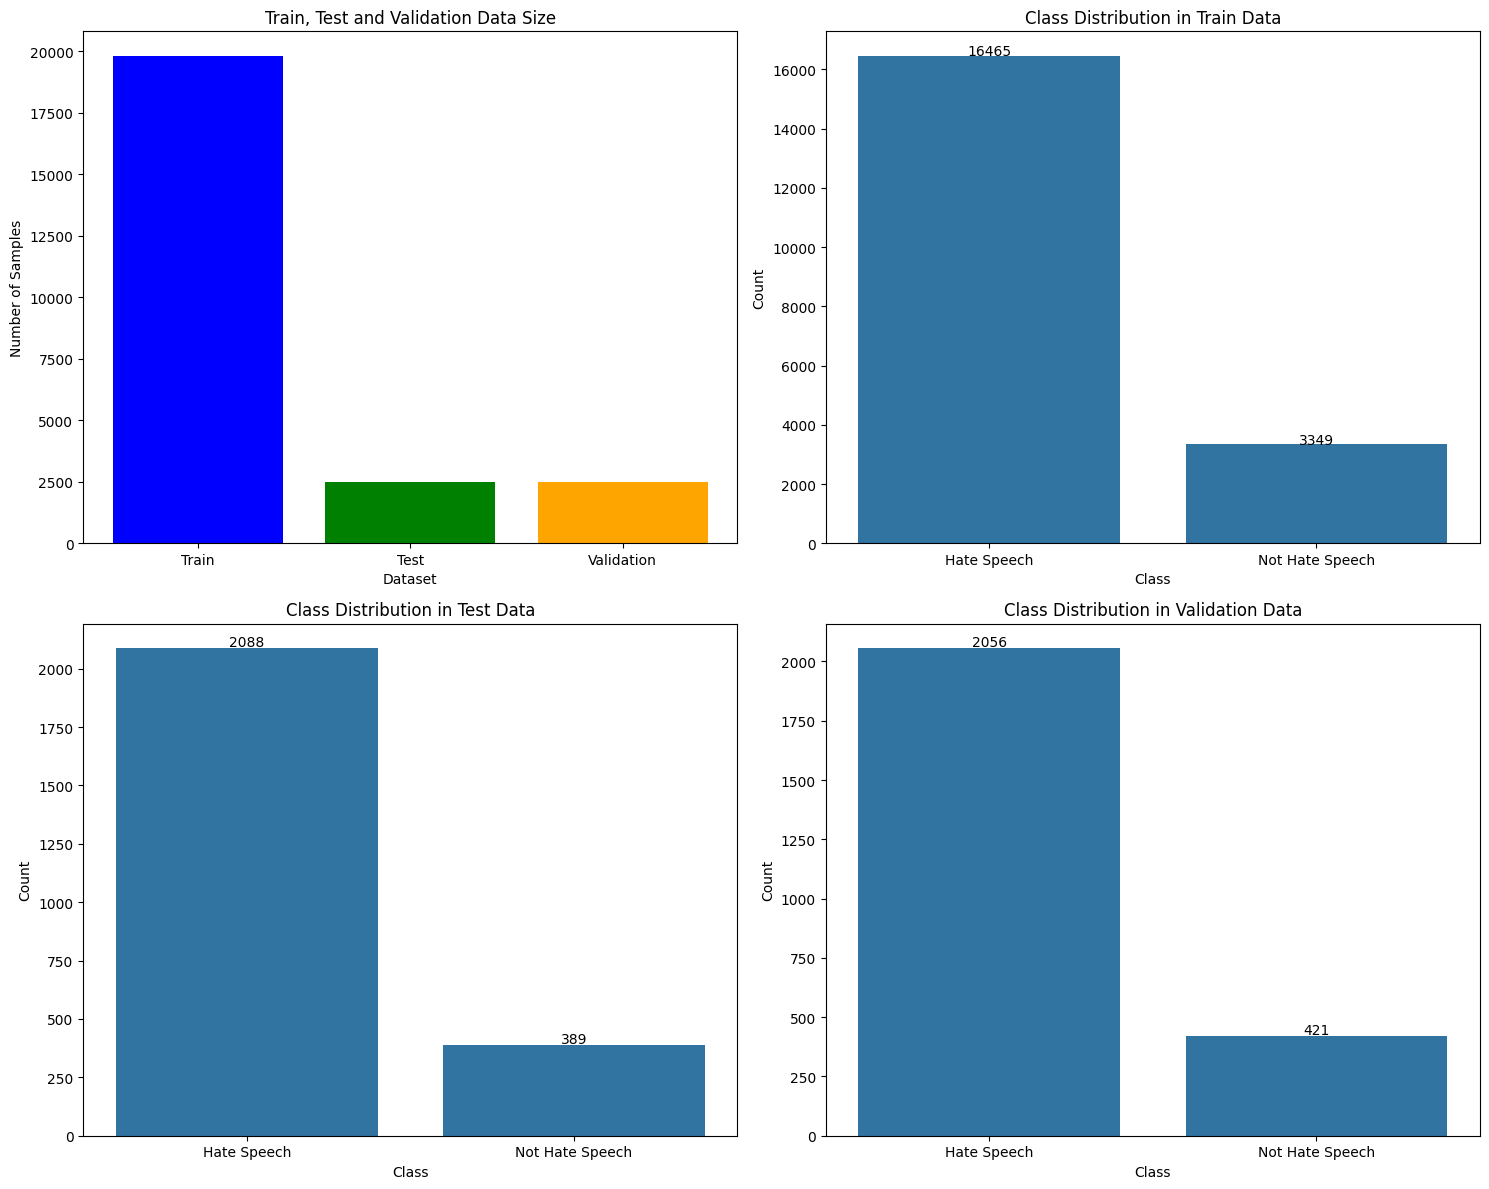 Train, Test and Validation Data Size
Number of Samples
20000
17500
15000
12500
10000
7500
5000
2500
0
Train
Test
Validation
Dataset
Class Distribution in Train Data
Count
16000
14000
12000
10000
8000
6000
4000
2000
0
16465
3349
Hate Speech
Not Hate Speech
Class
Class Distribution in Test Data
Count
2000
1750
1500
1250
1000
750
500
250
0
2088
389
Hate Speech
Not Hate Speech
Class
Class Distribution in Validation Data
Count
2000
1750
1500
1250
1000
750
500
250
0
2056
421
Hate Speech
Not Hate Speech
Class